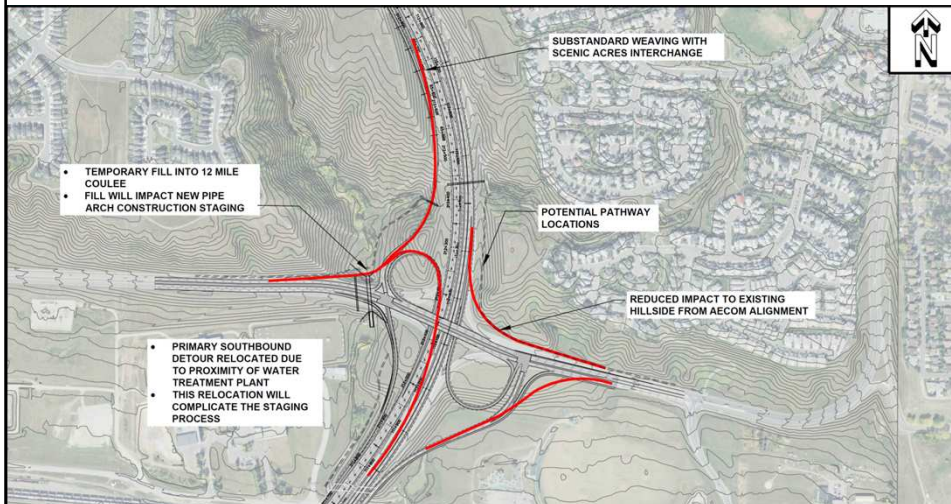 SUBSTANDARD WEAVING WITH
SCENIC ACRES INTERCHANGE
N
• TEMPORARY FILL INTO 12 MILE
COULEE
• FILL WILL IMPACT NEW PIPE
ARCH CONSTRUCTION STAGING
POTENTIAL PATHWAY
LOCATIONS
REDUCED IMPACT TO EXISTING
HILLSIDE FROM AECOM ALIGNMENT
• PRIMARY SOUTHBOUND
DETOUR RELOCATED DUE
TO PROXIMITY OF WATER
TREATMENT PLANT
• THIS RELOCATION WILL
COMPLICATE THE STAGING
PROCESS